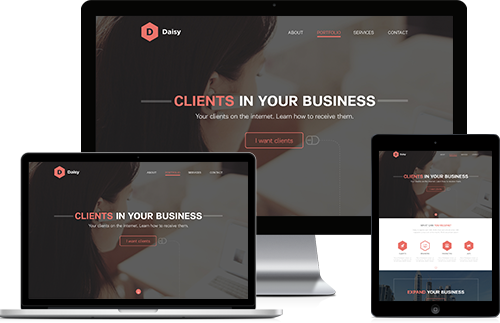 D Daisy
ABOUT PORTFOLIO SERVICES CONTACT
CLIENTS IN YOUR BUSINESS
Your clients on the internet. Learn how to receive them.
I want clients
D Daisy
ABOUT PORTFOLIO SERVICES CONTACT
CLIENTS IN YOUR BUSINESS
Your clients on the internet. Learn how to receive them.
I want clients
CLIENTS IN YOUR BUSINESS
EXPAND YOUR BUSINESS